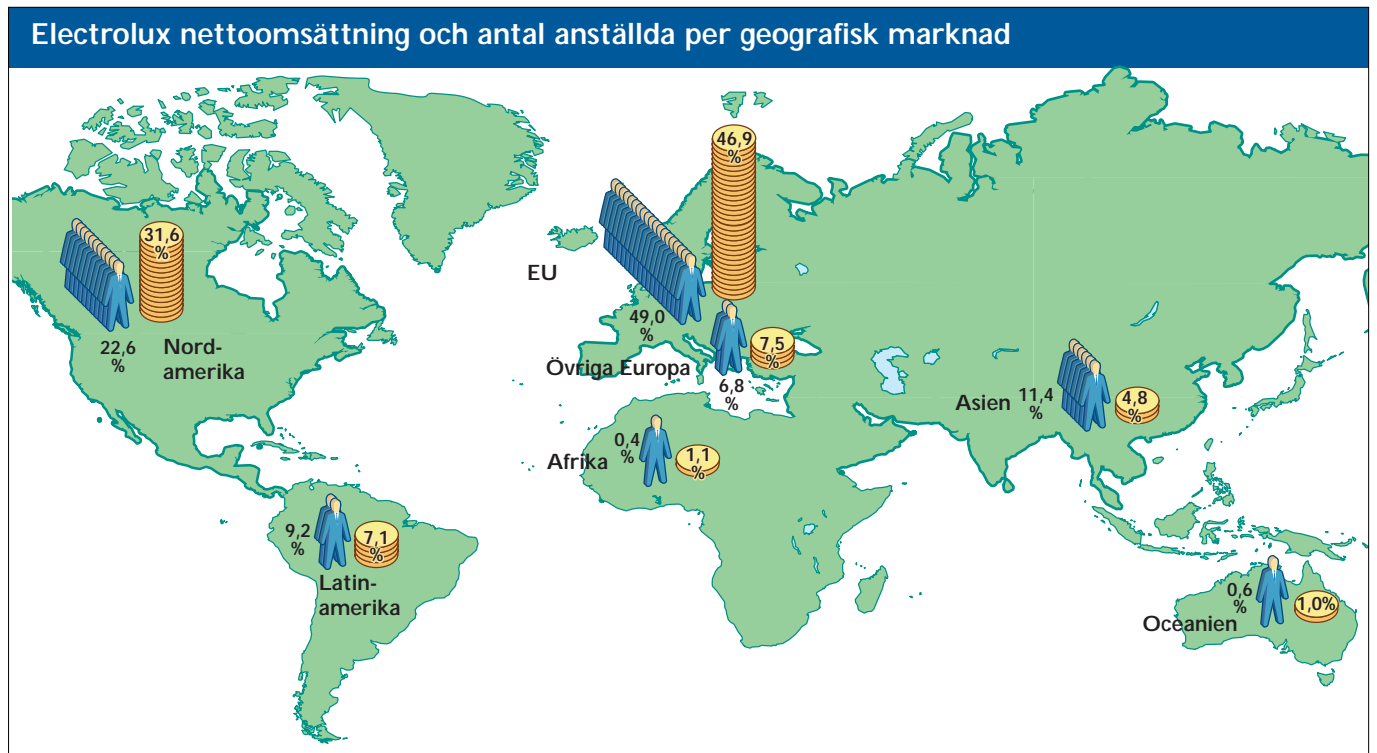 Electrolux nettoomsättning och antal anställda per geografisk marknad
46,9
%
31,6
%
EU
49,0
%
22,6
%
Nord-
amerika
7,5
%
Övriga Europa
6,8
%
Asien
11,4
%
4,8
%
0,4
%
Afrika
1,1
%
9,2
%
7,1
%
Latin-
amerika
0,6
%
1,0%
Oceanien